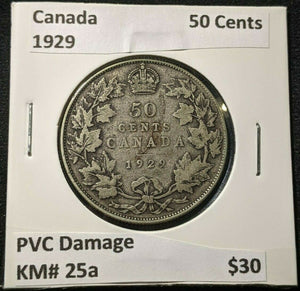 Canada 50 Cents
1929
50
CENTS
CANADA
1929
PVC Damage
KM# 25a $30